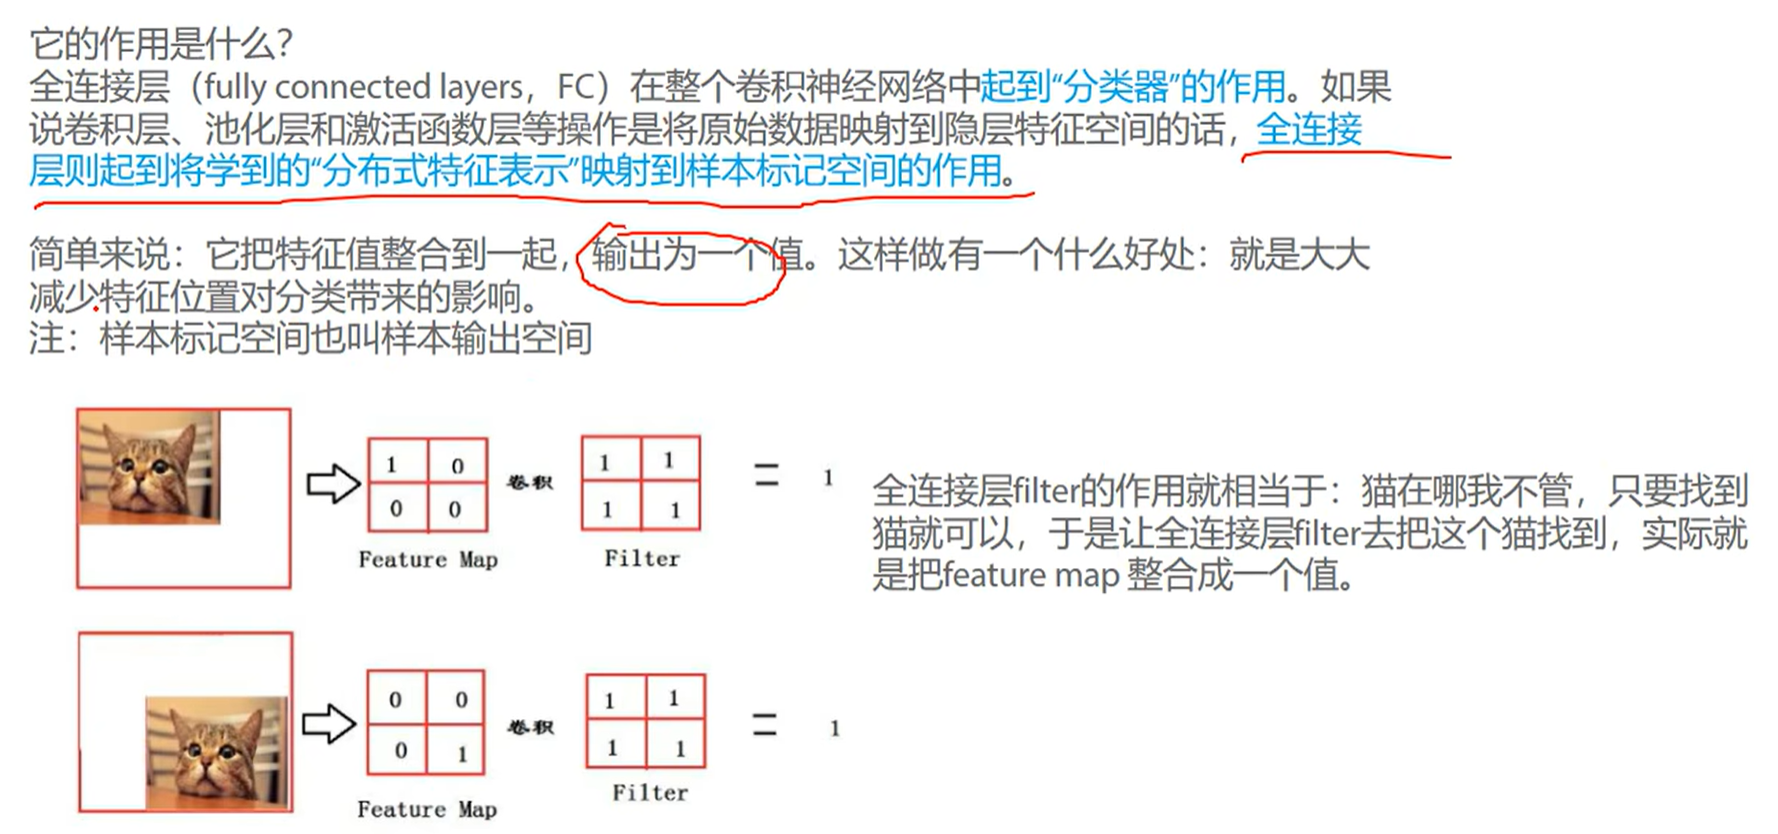 它的作用是什么？
全连接层（fully connected layers，FC）在整个卷积神经网络中起到“分类器”的作用。如果
说卷积层、池化层和激活函数层等操作是将原始数据映射到隐层特征空间的话，全连接
层则起到将学到的“分布式特征表示”映射到样本标记空间的作用。
简单来说：它把特征值整合到一起，输出为一个值。这样做有一个什么好处：就是大大
减少特征位置对分类带来的影响。
注：样本标记空间也叫样本输出空间
1 0
0 0
卷积
1 1
1 1
= 1
Feature Map
Filter
全连接层filter的作用就相当于：猫在哪我不管，只要找到
猫就可以，于是让全连接层filter去把这个猫找到，实际就
是把feature map 整合成一个值。
0 0
0 1
卷积
1 1
1 1
= 1
Feature Map
Filter